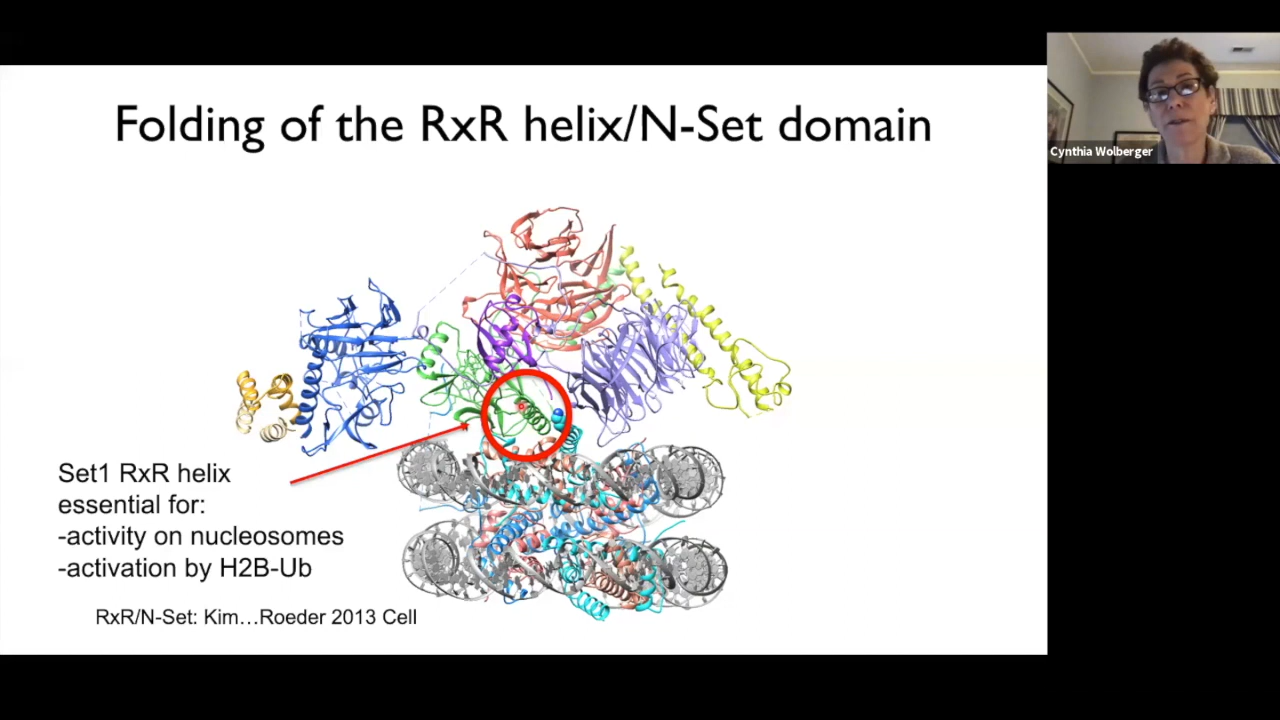 Folding of the RxR helix/N-Set domain
Cynthia Wolberger
Set1 RxR helix
essential for:
-activity on nucleosomes
-activation by H2B-Ub
RxR/N-Set: Kim…Roeder 2013 Cell